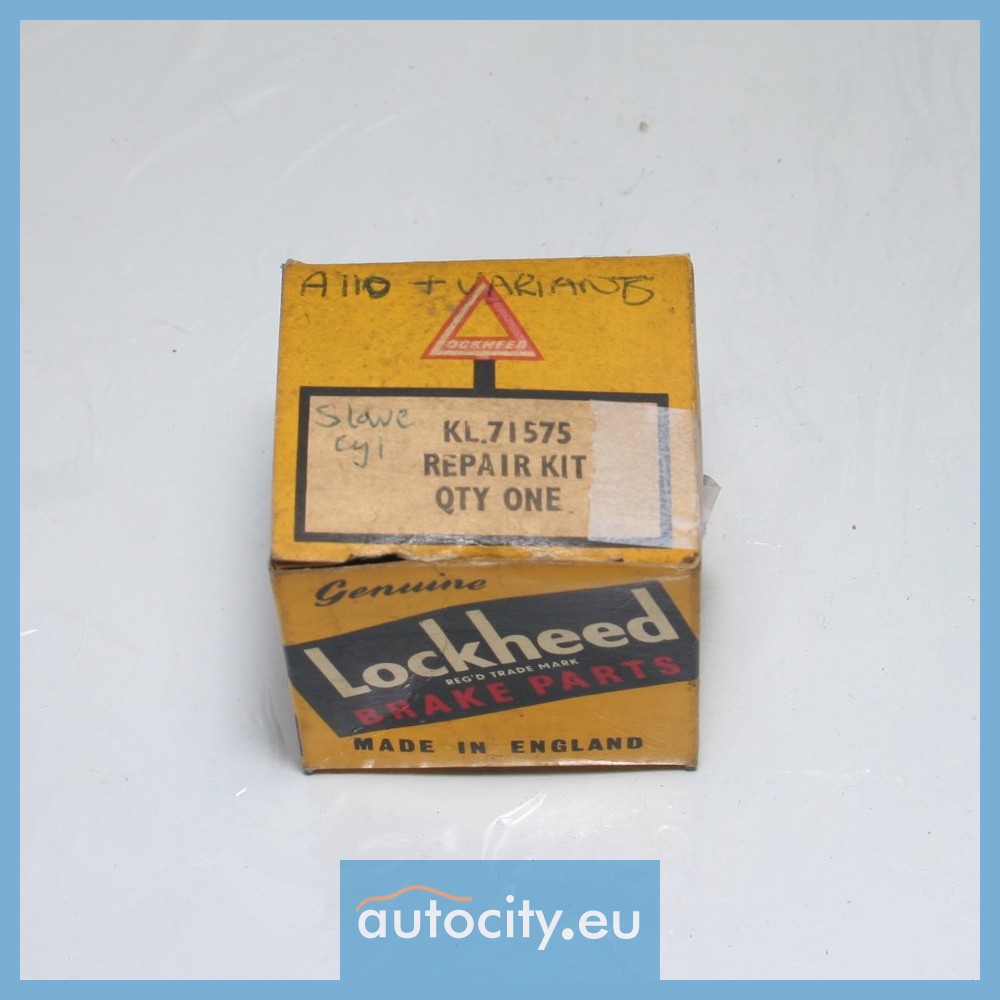 A110 + VARIANTS
LOCKHEED
Slave
Cyl
KL.71575
REPAIR KIT
QTY ONE
Genuine
Lockheed
REG'D TRADE MARK
BRAKE PARTS
MADE IN ENGLAND
autocity.eu